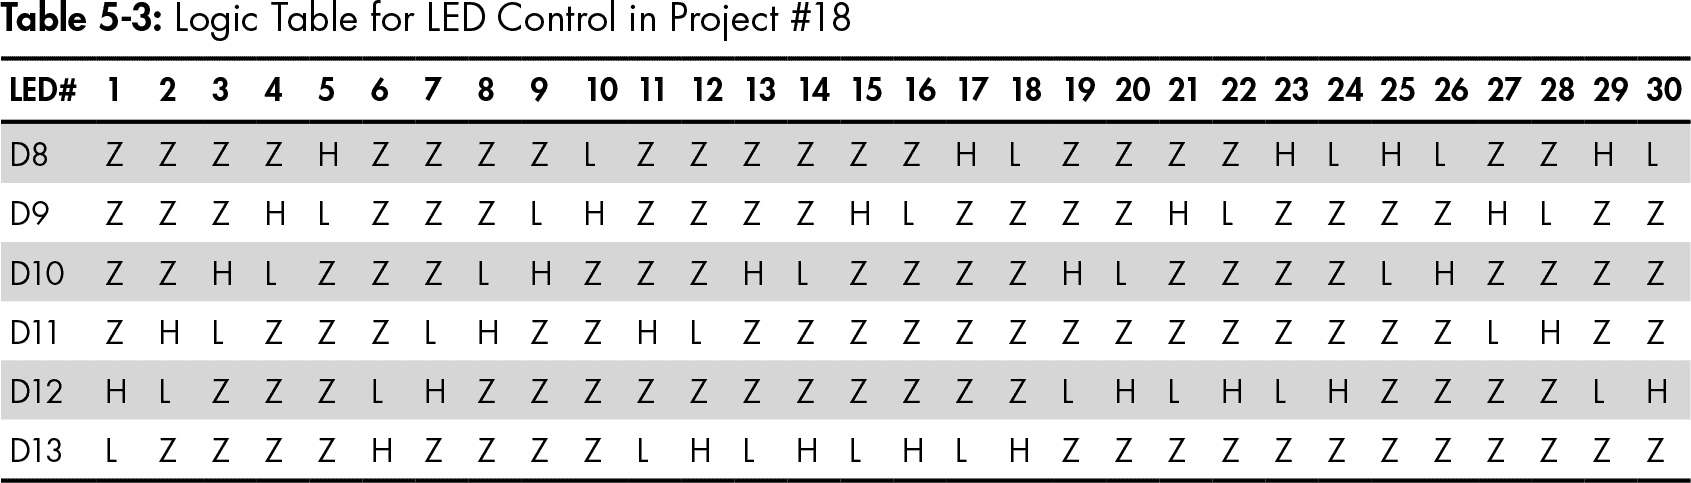 Table 5-3: Logic Table for LED Control in Project #18
LED# 1 2 3 4 5 6 7 8 9 10 11 12 13 14 15 16 17 18 19 20 21 22 23 24 25 26 27 28 29 30
D8 Z Z Z Z H Z Z Z Z L Z Z Z Z Z Z H L Z Z Z Z H L H L Z Z H L
D9 Z Z Z H L Z Z Z L H Z Z Z Z H L Z Z Z Z H L Z Z Z Z H L Z Z
D10 Z Z H L Z Z Z L H Z Z Z H L Z Z Z Z H L Z Z Z Z L H Z Z Z Z
D11 Z H L Z Z Z L H Z Z H L Z Z Z Z Z Z Z Z Z Z Z Z Z Z L H Z Z
D12 H L Z Z Z L H Z Z Z Z Z Z Z Z Z Z Z L H L H L H Z Z Z Z L H
D13 L Z Z Z Z H Z Z Z Z L H L H L H L H Z Z Z Z Z Z Z Z Z Z Z Z